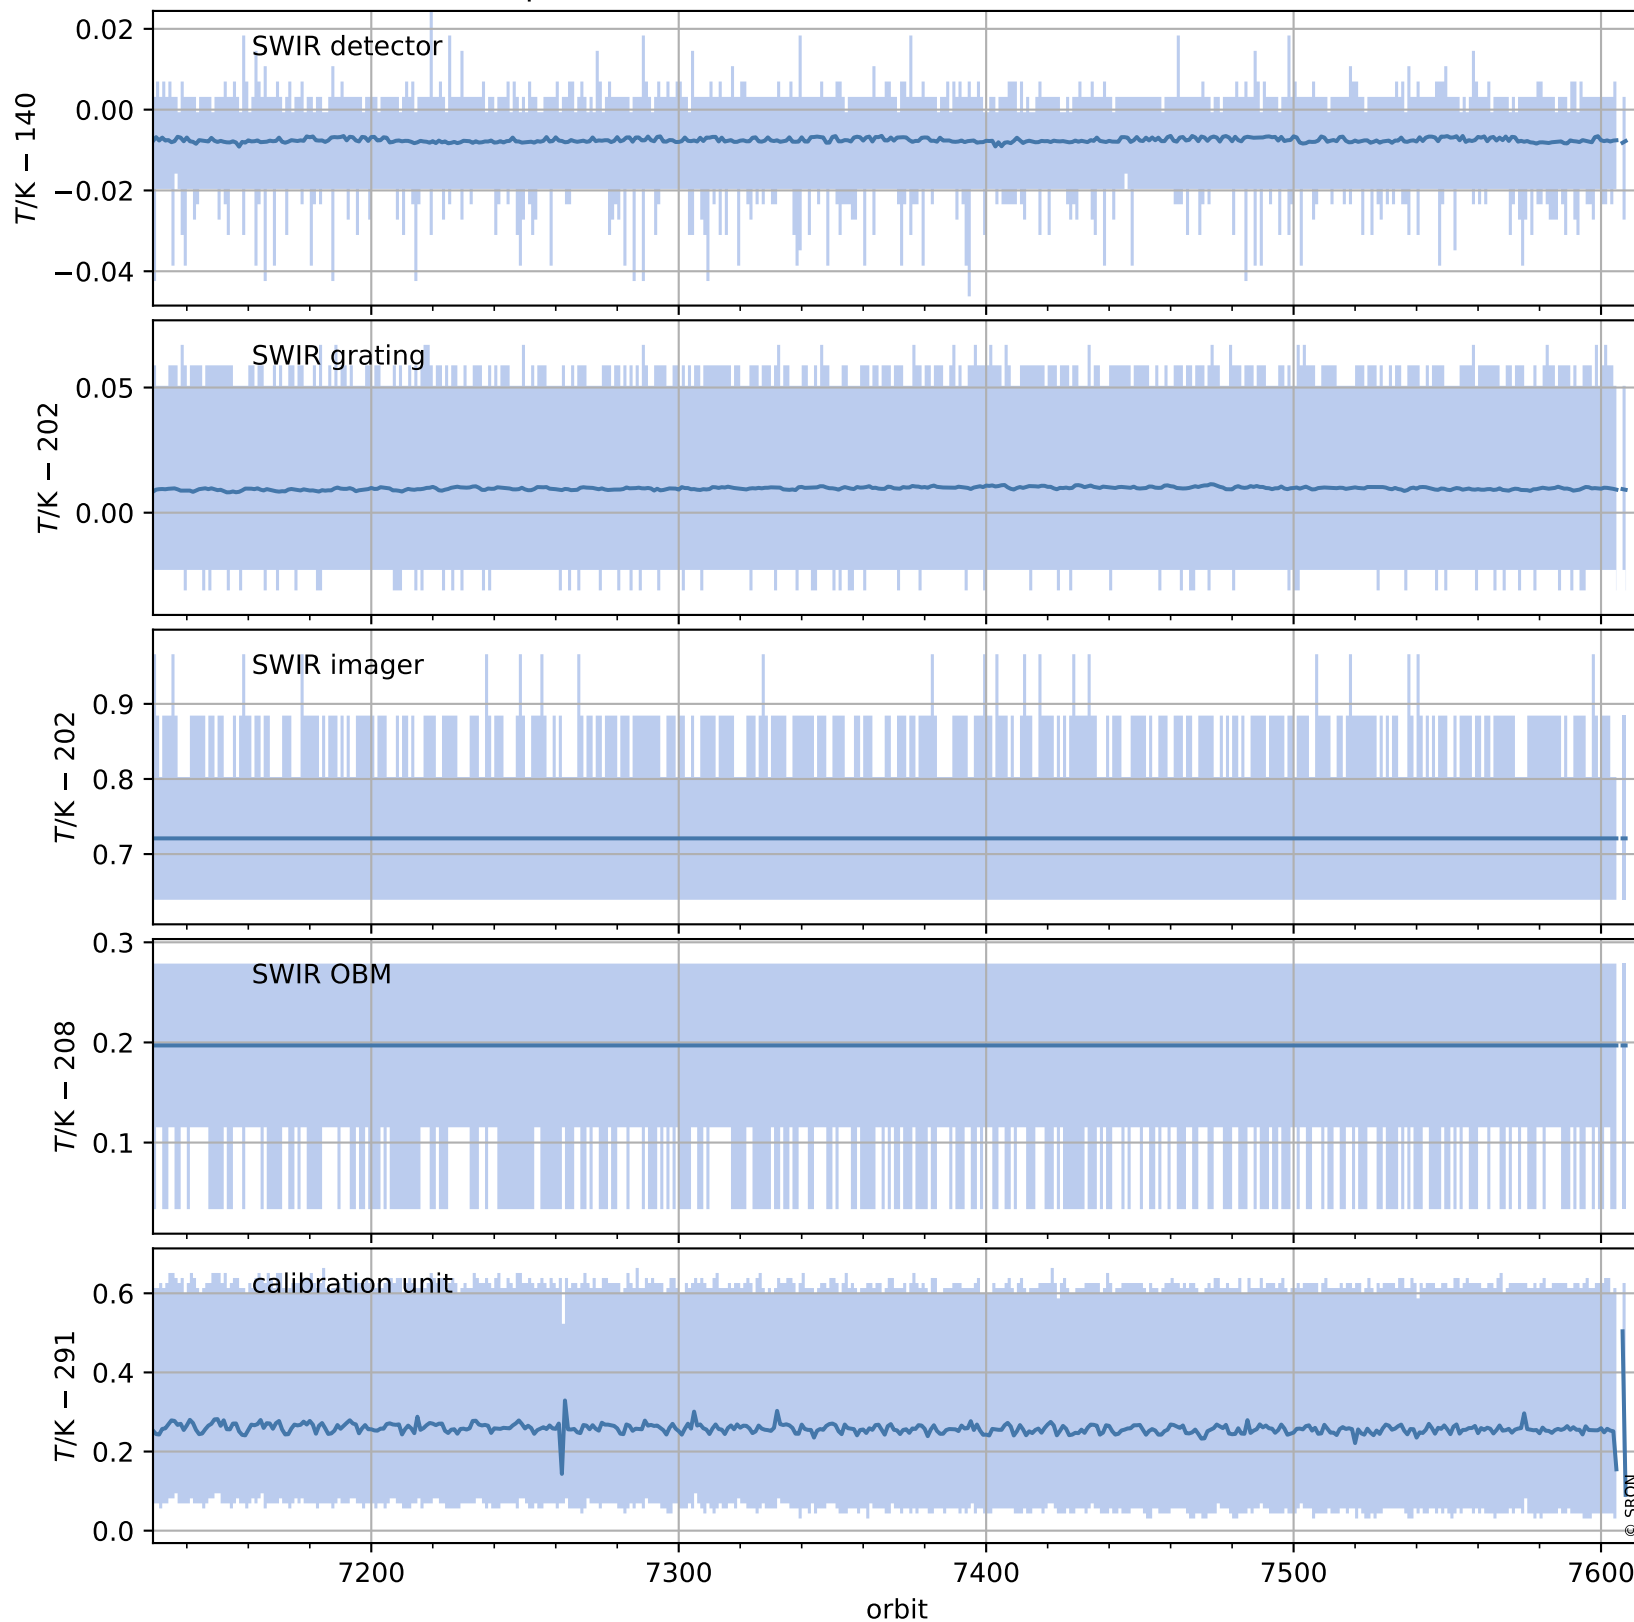 0.02
0.00
−0.02
−0.04
T/K − 140
SWIR detector
0.05
0.00
T/K − 202
SWIR grating
0.9
0.8
0.7
T/K − 202
SWIR imager
0.3
0.2
0.1
T/K − 208
SWIR OBM
0.6
0.4
0.2
0.0
T/K − 291
calibration unit
7200 7300 7400 7500 7600
orbit
© SRON